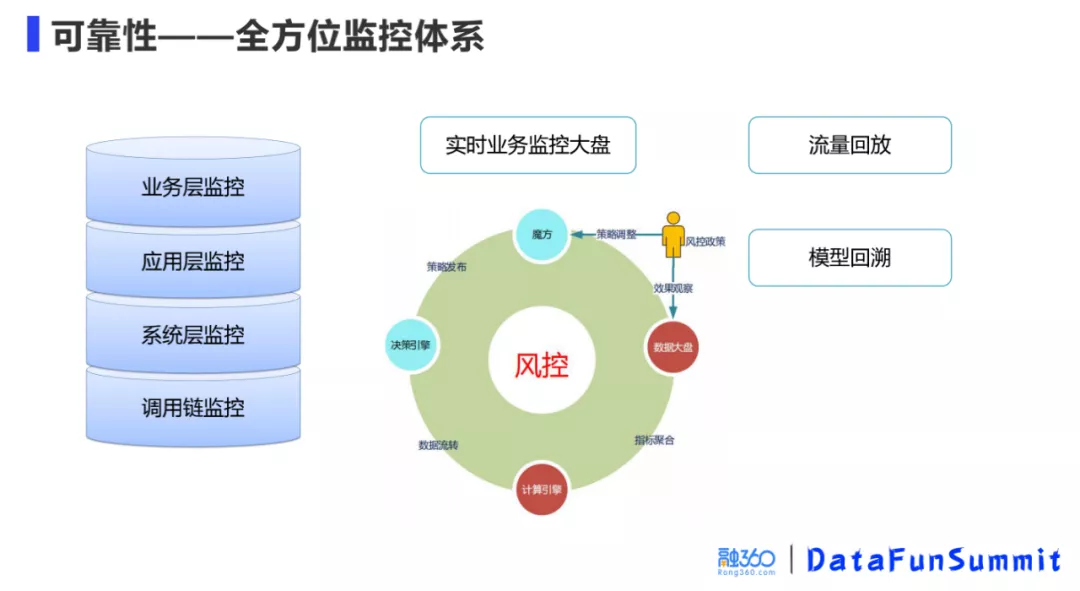 可靠性——全方位监控体系
业务层监控
应用层监控
系统层监控
调用链监控
实时业务监控大盘
魔方
策略调整
风控政策
策略发布
效果观察
决策引擎
风控
数据大盘
数据流转
指标聚合
计算引擎
流量回放
模型回溯
融360
Rong360.com
DataFunSummit